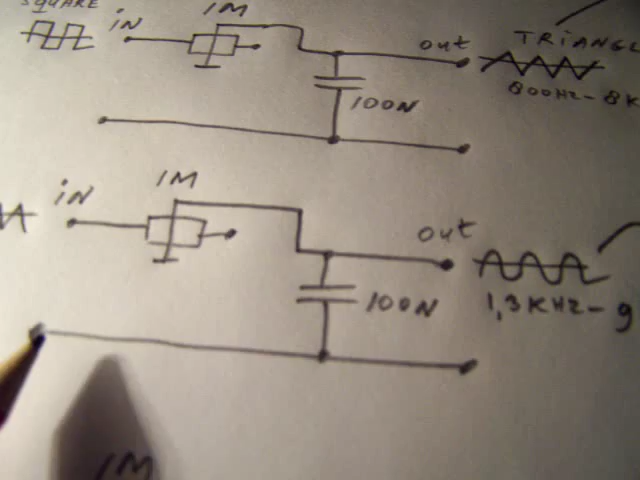 SQUARE
iN
1M
out
TRIANGL
800HZ-8K
100N
iN
1M
out
100N
1,3KHZ-9
1M